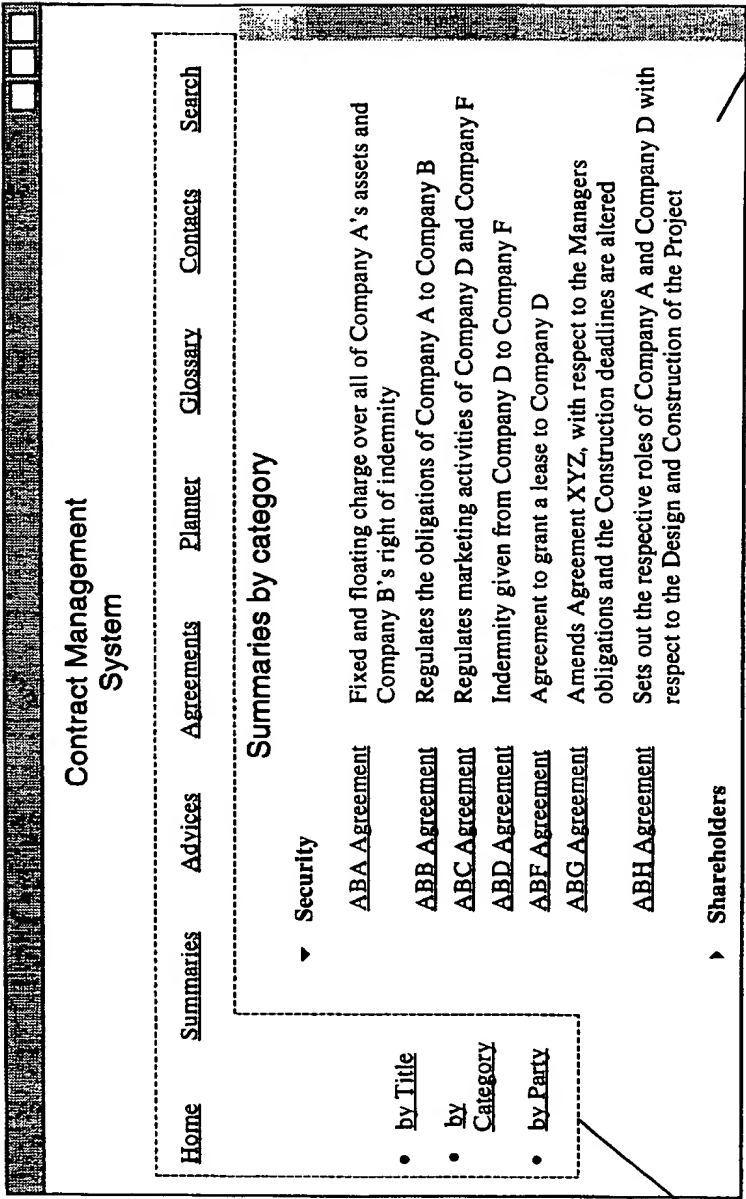 Contract Management
System
Home Summaries Advices Agreements Planner Glossary Contacts Search
• by Title
• by
Category
• by Party
Summaries by category
Security
ABA Agreement Fixed and floating charge over all of Company A's assets and
Company B's right of indemnity
ABB Agreement Regulates the obligations of Company A to Company B
ABC Agreement Regulates marketing activities of Company D and Company F
ABD Agreement Indemnity given from Company D to Company F
ABF Agreement Agreement to grant a lease to Company D
ABG Agreement Amends Agreement XYZ, with respect to the Managers
obligations and the Construction deadlines are altered
ABH Agreement Sets out the respective roles of Company A and Company D with
respect to the Design and Construction of the Project
Shareholders